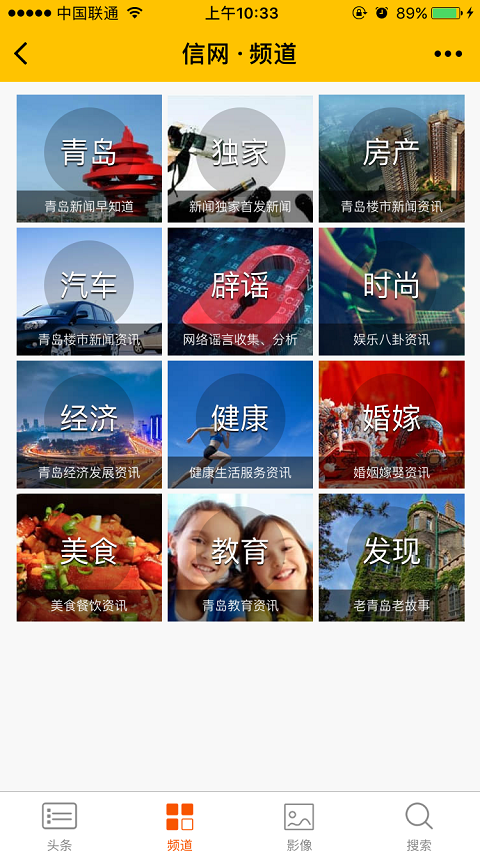 中国联通 上午10:33 89%
信网·频道
青岛 独家 房产
青岛新闻早知道 新闻独家首发新闻 青岛楼市新闻资讯
汽车 辟谣 时尚
青岛楼市新闻资讯 网络谣言收集、分析 娱乐八卦资讯
经济 健康 婚嫁
青岛经济发展资讯 健康生活服务资讯 婚姻嫁娶资讯
美食 教育 发现
美食餐饮资讯 青岛教育资讯 老青岛老故事
头条 频道 影像 搜索